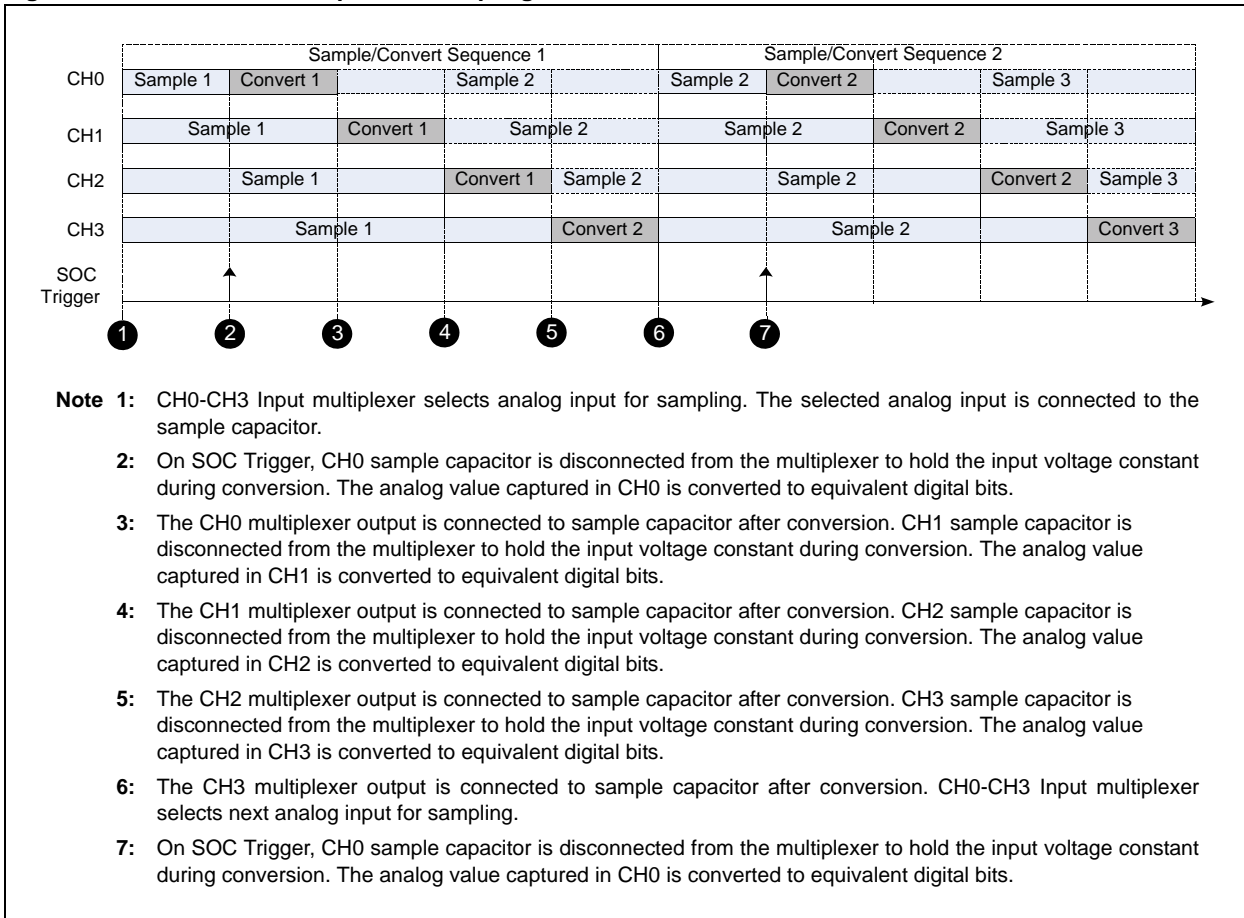 Sample/Convert Sequence 1 Sample/Convert Sequence 2
CH0 Sample 1 Convert 1 Sample 2 Sample 2 Convert 2 Sample 3
CH1 Sample 1 Convert 1 Sample 2 Sample 2 Convert 2 Sample 3
CH2 Sample 1 Convert 1 Sample 2 Sample 2 Convert 2 Sample 3
CH3 Sample 1 Convert 2 Sample 2 Convert 3
SOC
Trigger
1 2 3 4 5 6 7
Note 1: CH0-CH3 Input multiplexer selects analog input for sampling. The selected analog input is connected to the
sample capacitor.
2: On SOC Trigger, CH0 sample capacitor is disconnected from the multiplexer to hold the input voltage constant
during conversion. The analog value captured in CH0 is converted to equivalent digital bits.
3: The CH0 multiplexer output is connected to sample capacitor after conversion. CH1 sample capacitor is
disconnected from the multiplexer to hold the input voltage constant during conversion. The analog value
captured in CH1 is converted to equivalent digital bits.
4: The CH1 multiplexer output is connected to sample capacitor after conversion. CH2 sample capacitor is
disconnected from the multiplexer to hold the input voltage constant during conversion. The analog value
captured in CH2 is converted to equivalent digital bits.
5: The CH2 multiplexer output is connected to sample capacitor after conversion. CH3 sample capacitor is
disconnected from the multiplexer to hold the input voltage constant during conversion. The analog value
captured in CH3 is converted to equivalent digital bits.
6: The CH3 multiplexer output is connected to sample capacitor after conversion. CH0-CH3 Input multiplexer
selects next analog input for sampling.
7: On SOC Trigger, CH0 sample capacitor is disconnected from the multiplexer to hold the input voltage constant
during conversion. The analog value captured in CH0 is converted to equivalent digital bits.